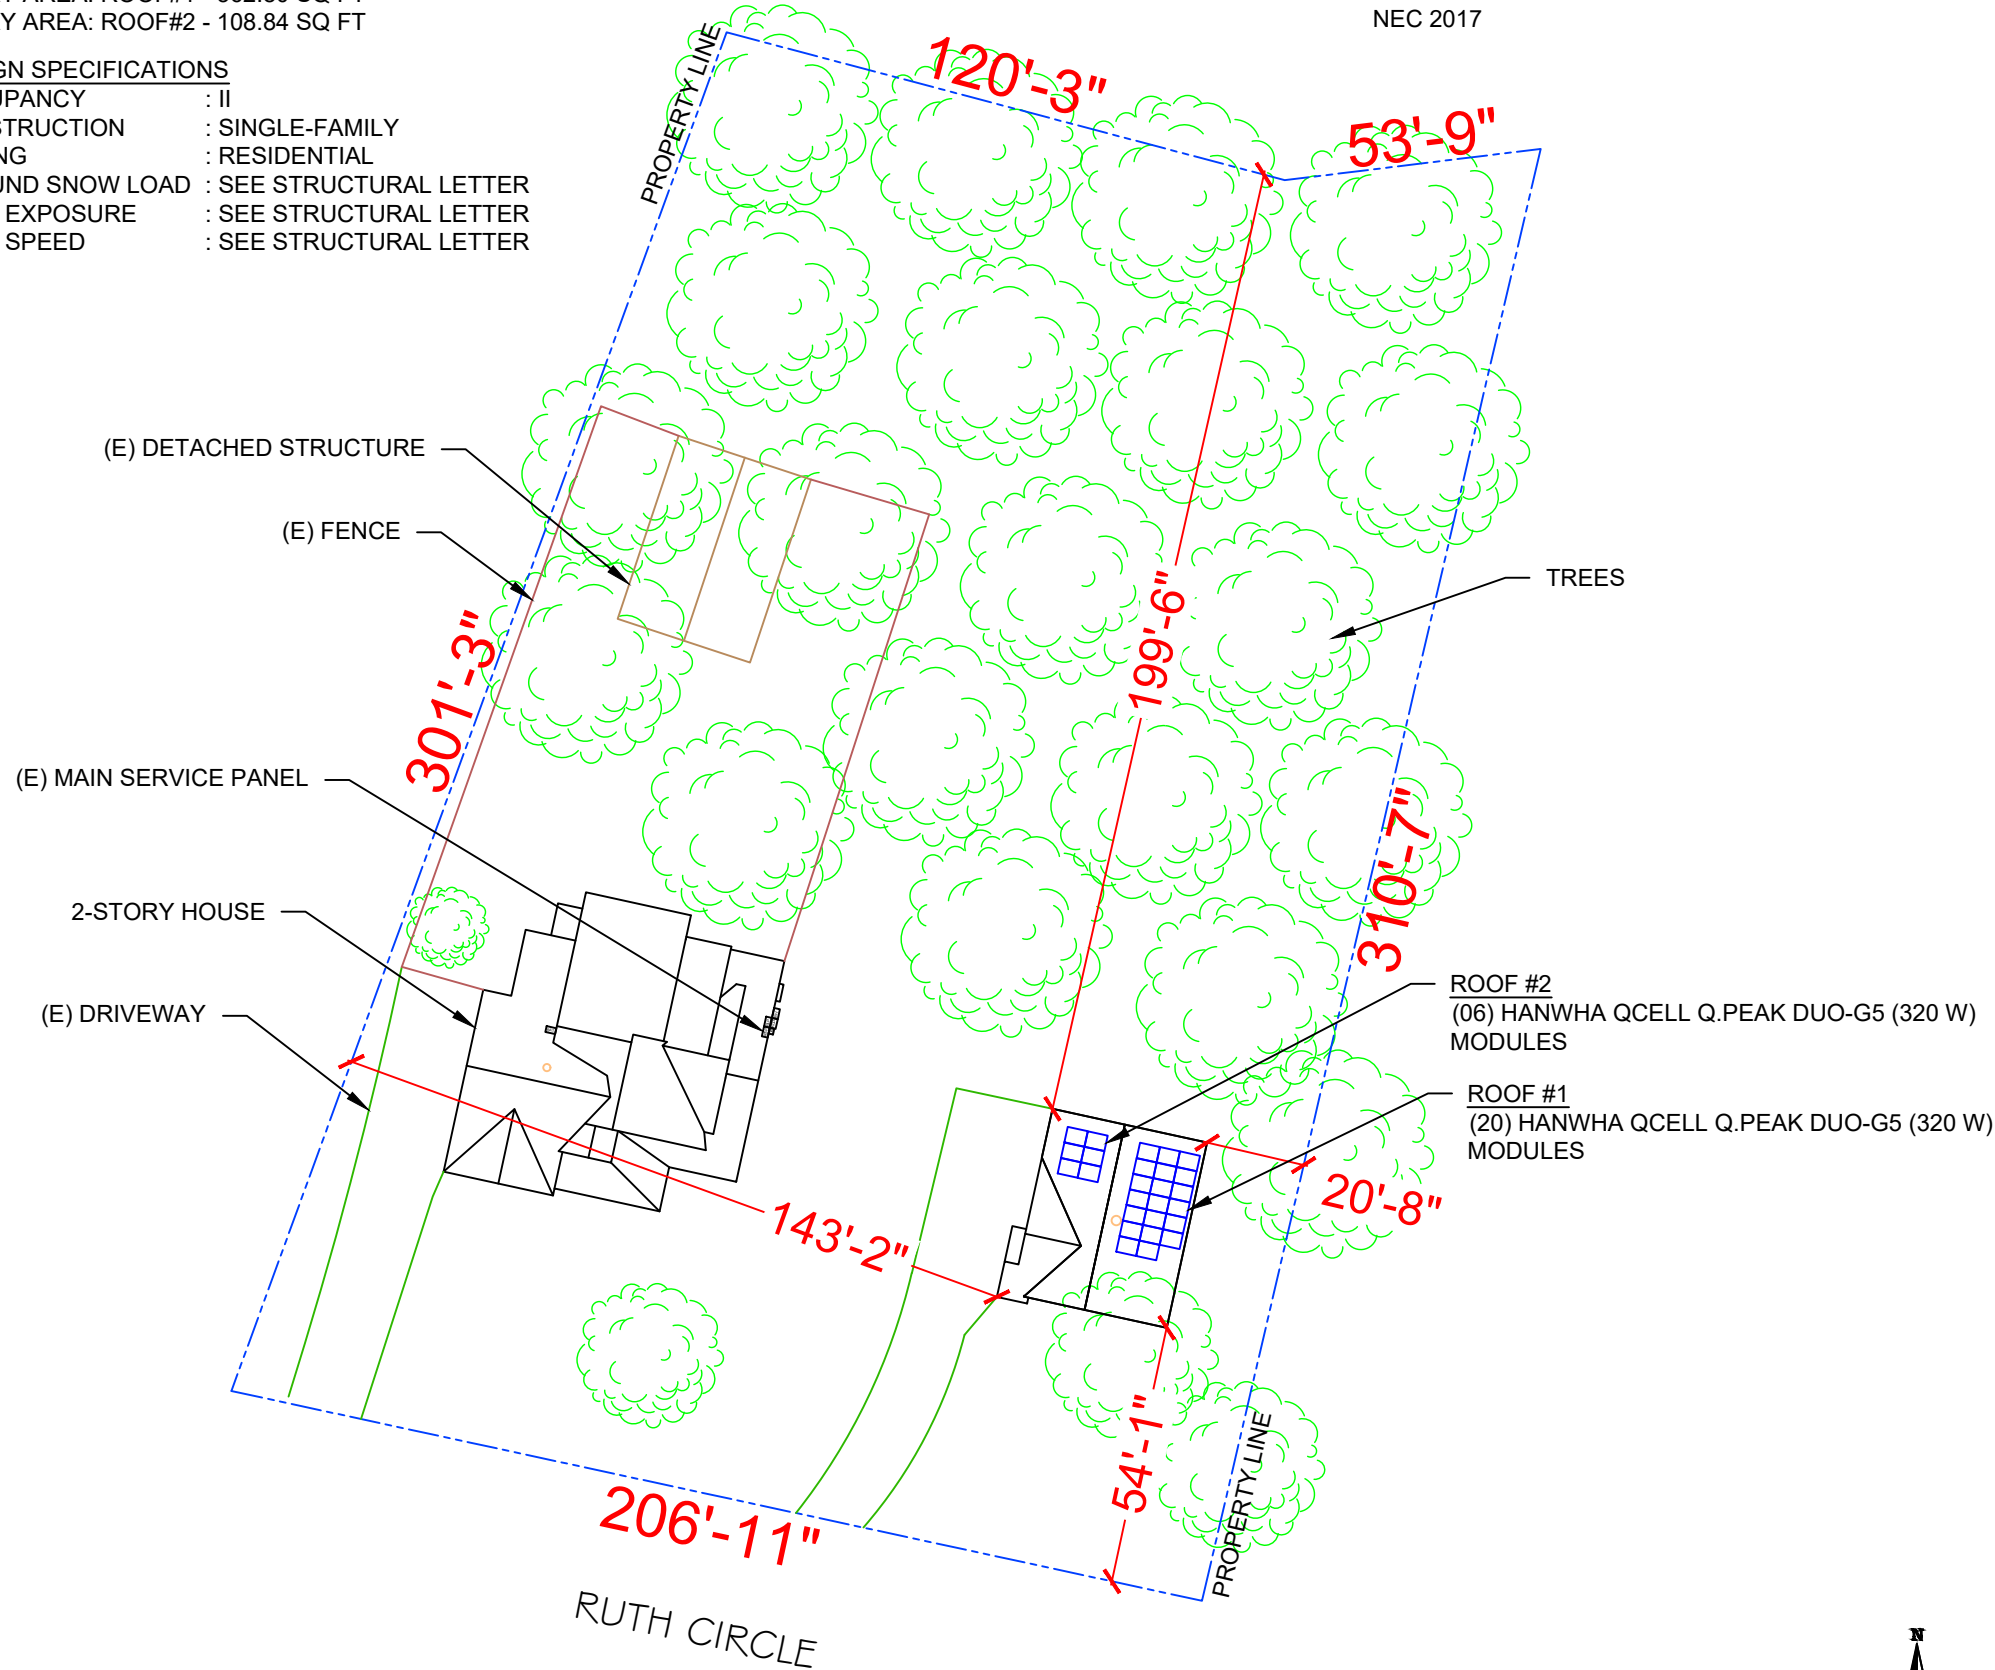 Y AREA: ROOF#2 - 108.84 SQ FT
NEC 2017
GN SPECIFICATIONS
UPANCY : II
STRUCTION : SINGLE-FAMILY
NG : RESIDENTIAL
UND SNOW LOAD : SEE STRUCTURAL LETTER
EXPOSURE : SEE STRUCTURAL LETTER
SPEED : SEE STRUCTURAL LETTER
PROPERTY LINE
120'-3"
53'-9"
(E) DETACHED STRUCTURE
(E) FENCE
TREES
199'-6"
301'-3"
(E) MAIN SERVICE PANEL
310'-7"
2-STORY HOUSE
(E) DRIVEWAY
ROOF #2
(06) HANWHA QCELL Q.PEAK DUO-G5 (320 W)
MODULES
ROOF #1
(20) HANWHA QCELL Q.PEAK DUO-G5 (320 W)
MODULES
20'-8"
143'-2"
54'-1"
PROPERTY LINE
206'-11"
RUTH CIRCLE
N